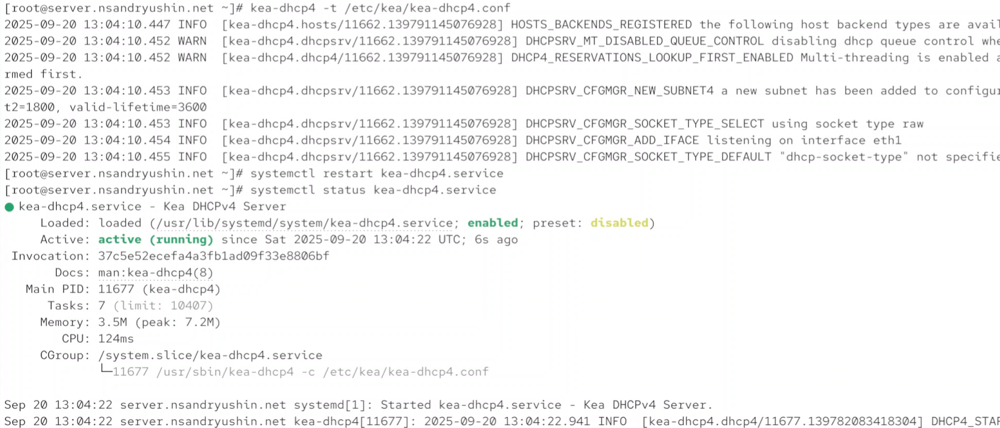 [root@server.nsandryushin.net ~]# kea-dhcp4 -t /etc/kea/kea-dhcp4.conf
2025-09-20 13:04:10.447 INFO  [kea-dhcp4.hosts/11662.139791145076928] HOSTS_BACKENDS_REGISTERED the following host backend types are avail
2025-09-20 13:04:10.452 WARN  [kea-dhcp4.dhcpsrv/11662.139791145076928] DHCPSRV_MT_DISABLED_QUEUE_CONTROL disabling dhcp queue control whe
2025-09-20 13:04:10.452 WARN  [kea-dhcp4.dhcp4/11662.139791145076928] DHCP4_RESERVATIONS_LOOKUP_FIRST_ENABLED Multi-threading is enabled a
rmed first.
2025-09-20 13:04:10.453 INFO  [kea-dhcp4.dhcpsrv/11662.139791145076928] DHCPSRV_CFGMGR_NEW_SUBNET4 a new subnet has been added to configur
t2=1800, valid-lifetime=3600
2025-09-20 13:04:10.453 INFO  [kea-dhcp4.dhcpsrv/11662.139791145076928] DHCPSRV_CFGMGR_SOCKET_TYPE_SELECT using socket type raw
2025-09-20 13:04:10.454 INFO  [kea-dhcp4.dhcpsrv/11662.139791145076928] DHCPSRV_CFGMGR_ADD_IFACE listening on interface eth1
2025-09-20 13:04:10.455 INFO  [kea-dhcp4.dhcpsrv/11662.139791145076928] DHCPSRV_CFGMGR_SOCKET_TYPE_DEFAULT "dhcp-socket-type" not specifie
[root@server.nsandryushin.net ~]# systemctl restart kea-dhcp4.service
[root@server.nsandryushin.net ~]# systemctl status kea-dhcp4.service
● kea-dhcp4.service - Kea DHCPv4 Server
     Loaded: loaded (/usr/lib/systemd/system/kea-dhcp4.service; enabled; preset: disabled)
     Active: active (running) since Sat 2025-09-20 13:04:22 UTC; 6s ago
 Invocation: 37c5e52ecefa4a3fb1ad09f33e8806bf
       Docs: man:kea-dhcp4(8)
   Main PID: 11677 (kea-dhcp4)
      Tasks: 7 (limit: 10407)
     Memory: 3.5M (peak: 7.2M)
        CPU: 124ms
     CGroup: /system.slice/kea-dhcp4.service
             └─11677 /usr/sbin/kea-dhcp4 -c /etc/kea/kea-dhcp4.conf
Sep 20 13:04:22 server.nsandryushin.net systemd[1]: Started kea-dhcp4.service - Kea DHCPv4 Server.
Sep 20 13:04:22 server.nsandryushin.net kea-dhcp4[11677]: 2025-09-20 13:04:22.941 INFO  [kea-dhcp4.dhcp4/11677.139782083418304] DHCP4_STAR